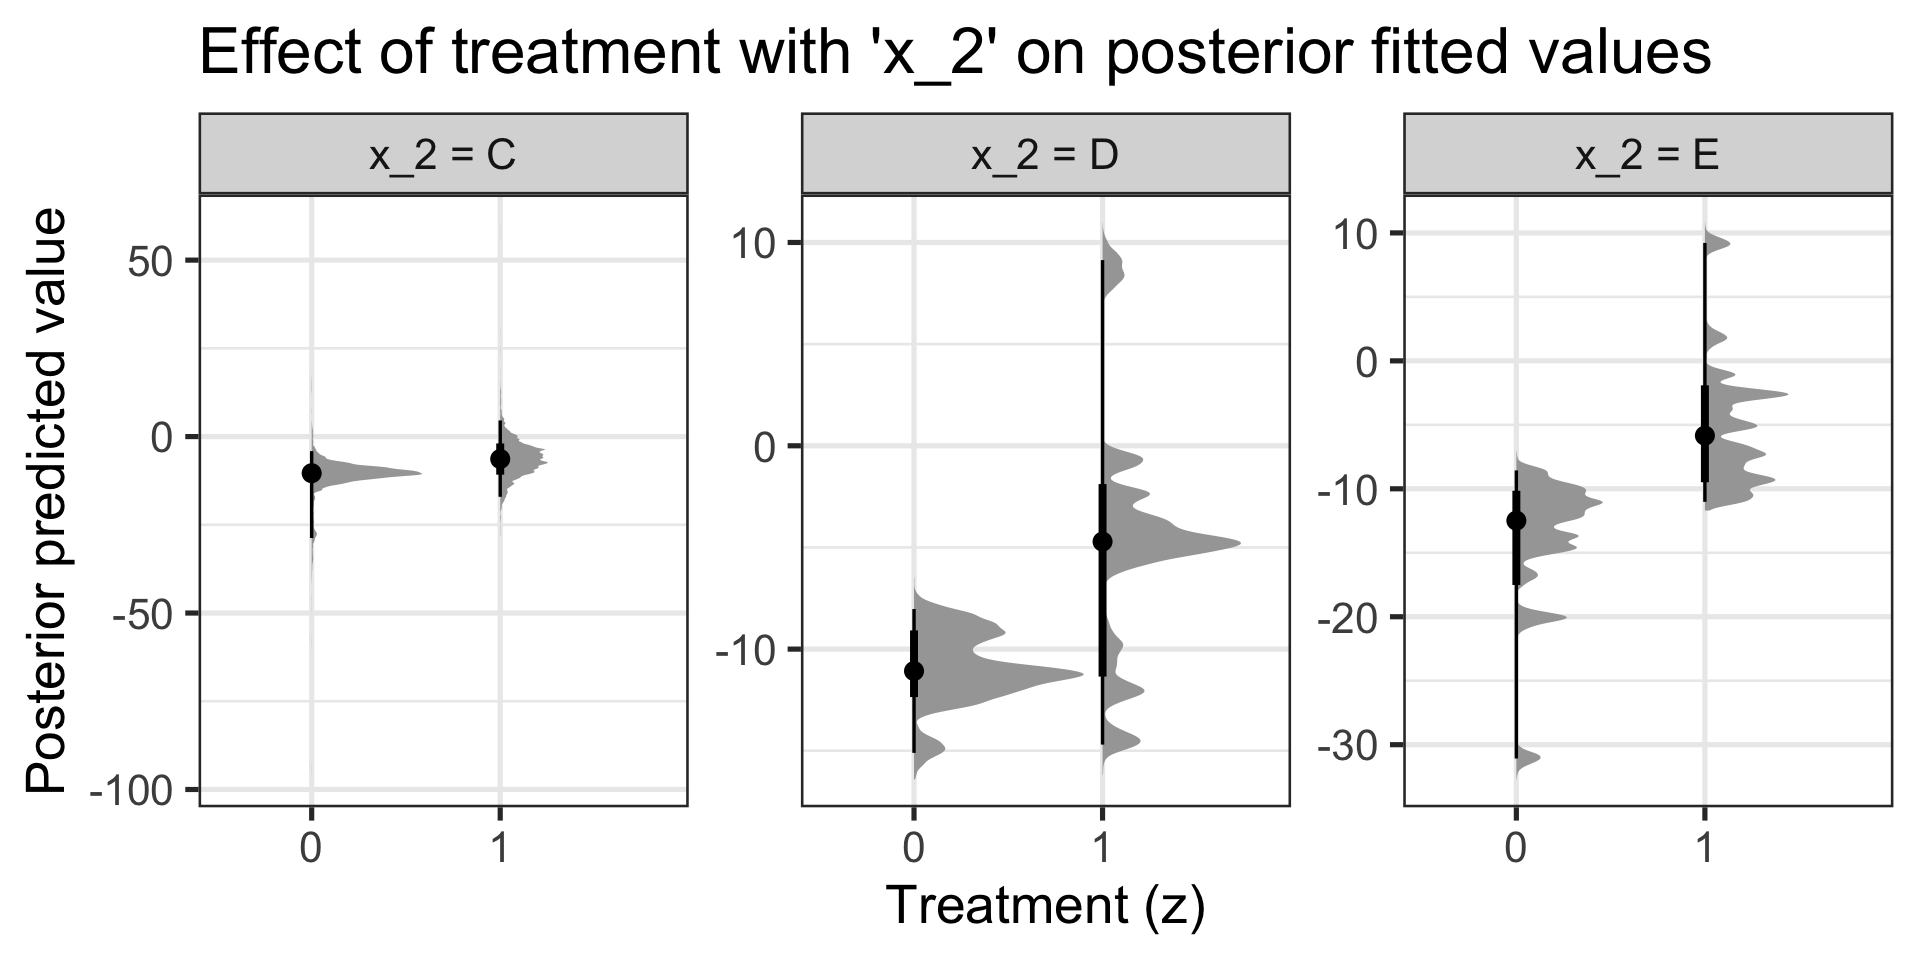 Effect of treatment with 'x_2' on posterior fitted values
x_2 = C
x_2 = D
x_2 = E
Posterior predicted value
50
0
-50
-100
10
0
-10
10
0
-10
-20
-30
0 1
0 1
0 1
Treatment (z)